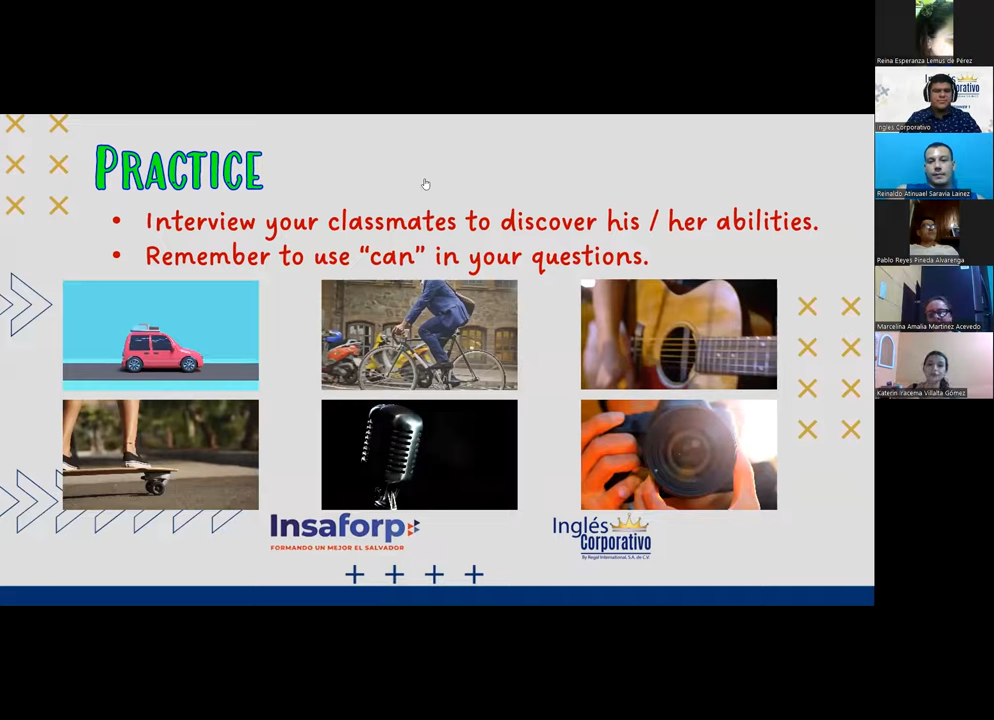 PRACTICE
• Interview your classmates to discover his / her abilities.
• Remember to use “can” in your questions.
Insaforp
FORMANDO UN MEJOR EL SALVADOR
Inglés
Corporativo
By Regal International, S.A. de C.V.
Reina Esperanza Lemus de Pérez
Inglés Corporativo
Reinaldo Atinuael Saravia Lainez
Pablo Reyes Pineda Alvarenga
Marcelina Amalia Martinez Acevedo
Katerin Iracema Villalta Gómez